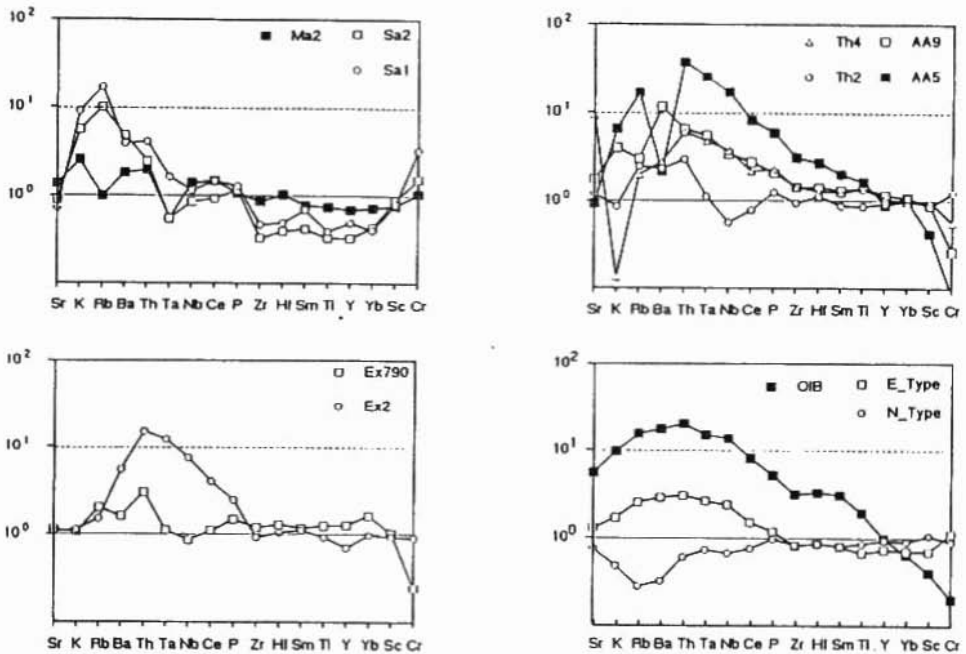 10²
10¹
10⁰
Ma2 Sa2
Sa1
Sr K Rb Ba Th Ta Nb Ce P Zr Hf Sm Ti Y Yb Sc Cr
10²
10¹
10⁰
Th4 AA9
Th2 AA5
Sr K Rb Ba Th Ta Nb Ce P Zr Hf Sm Ti Y Yb Sc Cr
10²
10¹
10⁰
Ex790
Ex2
Sr K Rb Ba Th Ta Nb Ce P Zr Hf Sm Ti Y Yb Sc Cr
10²
10¹
10⁰
OIB E_Type
N_Type
Sr K Rb Ba Th Ta Nb Ce P Zr Hf Sm Ti Y Yb Sc Cr